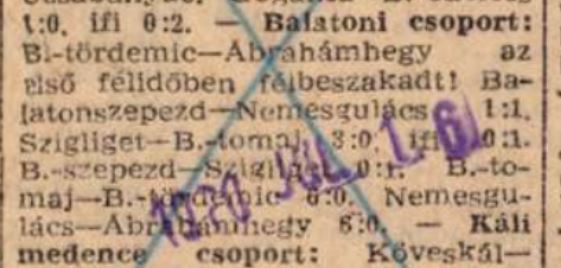 1:0, ifi 0:2. — Balatoni csoport:
B.-tördemic—Ábrahámhegy az
első félidőben félbeszakadt! Ba-
latonszepezd—Nemesgulács 1:1,
Szigliget—B.-tomaj 3:0, ifi 0:1.
B.-szepezd—Szigliget 0:1. B.-to-
maj—B.-tördemic 6:0, Nemesgu-
lács—Ábrahámhegy 6:0. — Káli
medence csoport: Köveskál—